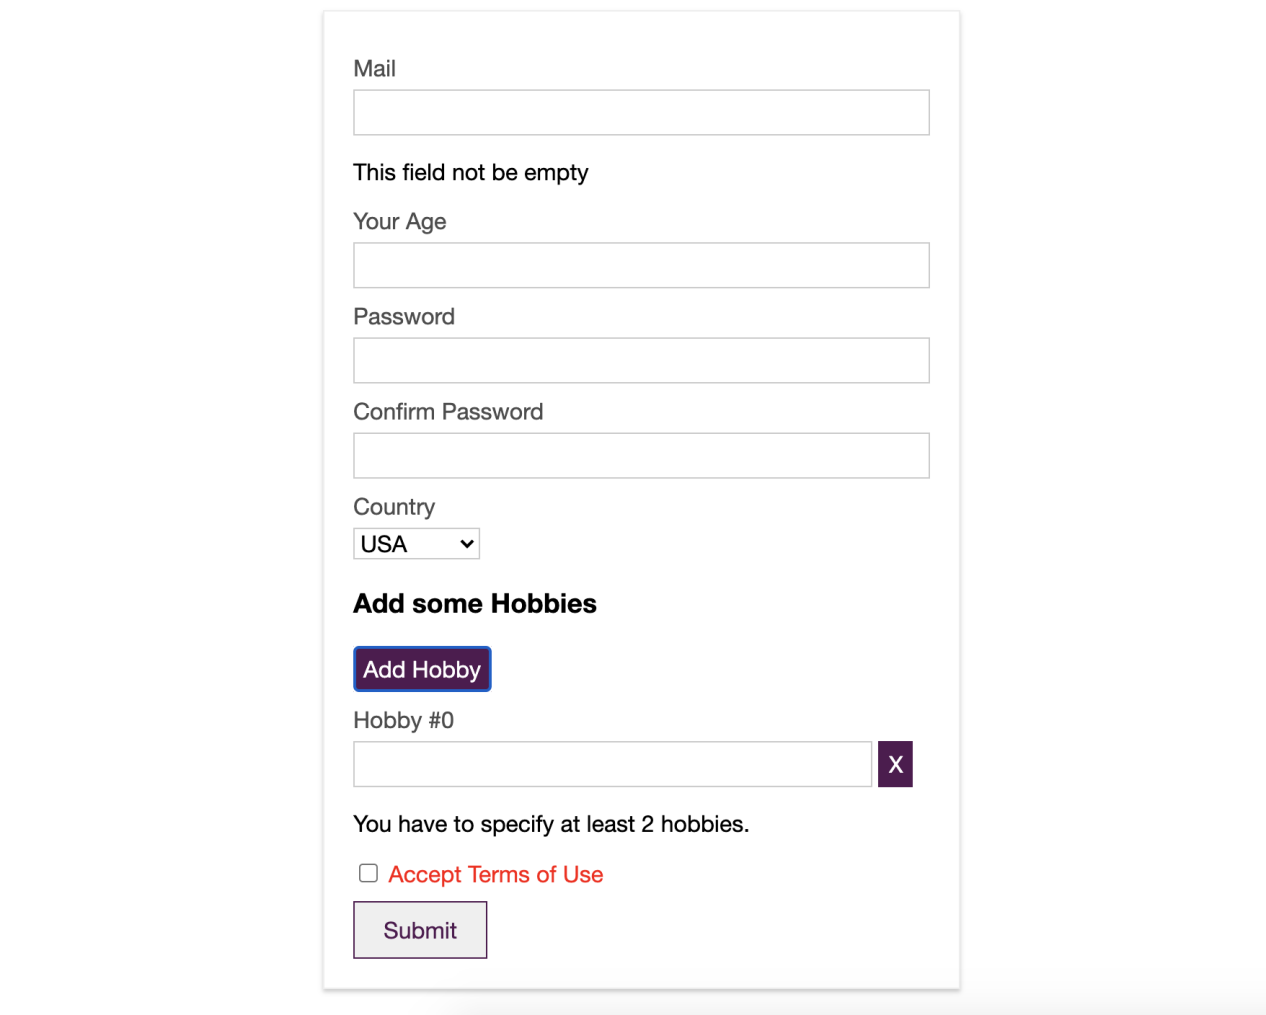 Mail
This field not be empty
Your Age
Password
Confirm Password
Country
USA
Add some Hobbies
Add Hobby
Hobby #0
X
You have to specify at least 2 hobbies.
Accept Terms of Use
Submit